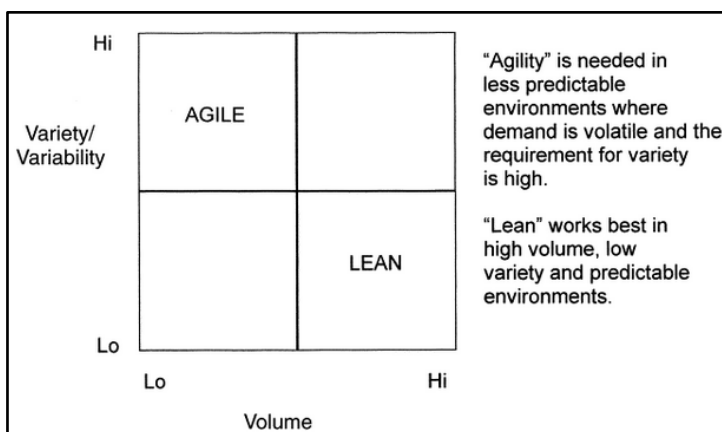 Hi
Variety/
Variability
Lo
AGILE
LEAN
Lo
Hi
Volume
“Agility” is needed in
less predictable
environments where
demand is volatile and the
requirement for variety
is high.
“Lean” works best in
high volume, low
variety and predictable
environments.